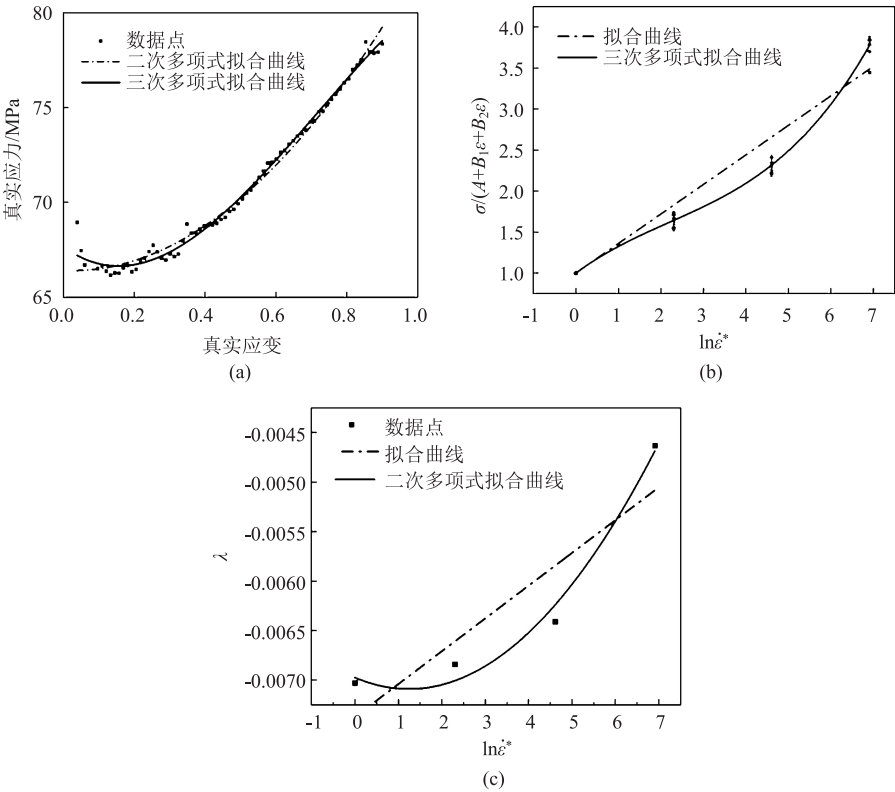 80
75
70
65
0.0 0.2 0.4 0.6 0.8 1.0
真实应力/MPa
真实应变
数据点
二次多项式拟合曲线
三次多项式拟合曲线
(a)
4.0
3.5
3.0
2.5
2.0
1.5
1.0
-1 0 1 2 3 4 5 6 7
σ/(A+B₁ε+B₂ε)
lnε̇*
拟合曲线
三次多项式拟合曲线
(b)
-0.0045
-0.0050
-0.0055
-0.0060
-0.0065
-0.0070
-1 0 1 2 3 4 5 6 7
λ
lnε̇*
数据点
拟合曲线
二次多项式拟合曲线
(c)